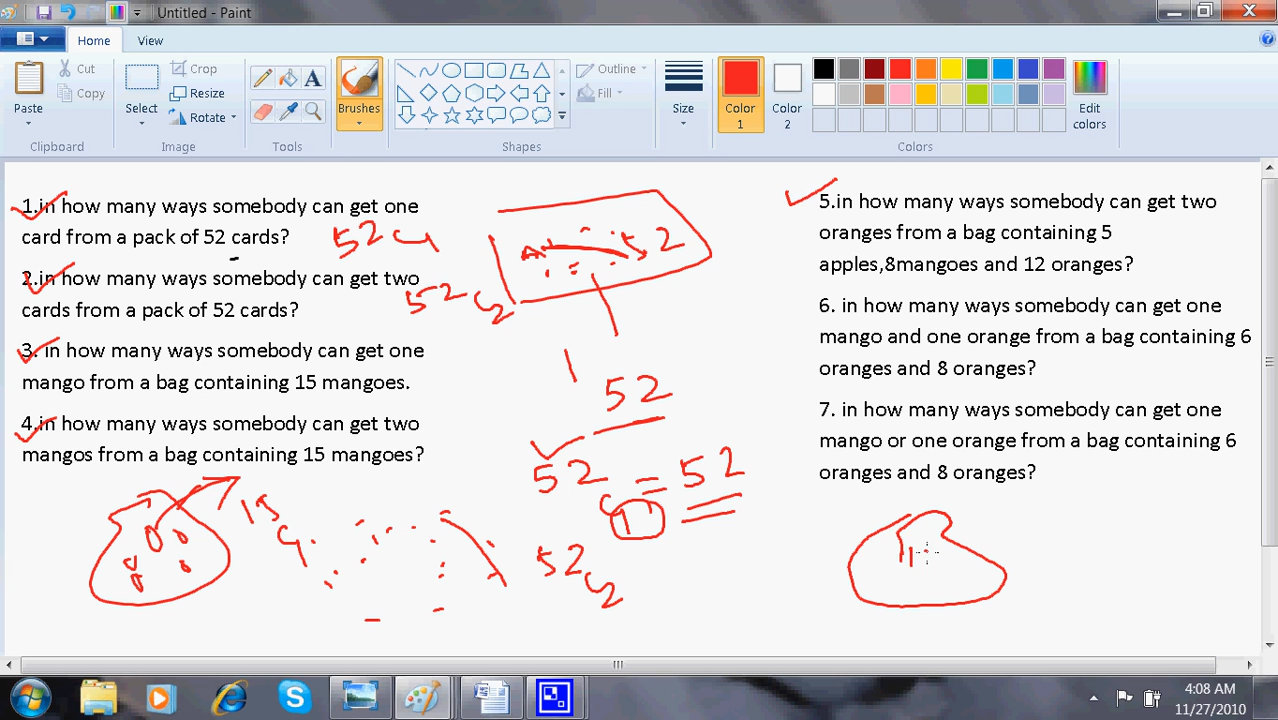 Untitled - Paint
Home
View
Paste
Cut
Copy
Clipboard
Select
Crop
Resize
Rotate
Image
Tools
Brushes
Shapes
Outline
Fill
Size
Color 1
Color 2
Edit colors
Colors
1.in how many ways somebody can get one
card from a pack of 52 cards?
52C1
2.in how many ways somebody can get two
cards from a pack of 52 cards?
52C2
3. in how many ways somebody can get one
mango from a bag containing 15 mangoes.
4.in how many ways somebody can get two
mangos from a bag containing 15 mangoes?
15C1
52
52
52C1 = 52
52C2
5.in how many ways somebody can get two
oranges from a bag containing 5
apples,8mangoes and 12 oranges?
6. in how many ways somebody can get one
mango and one orange from a bag containing 6
oranges and 8 oranges?
7. in how many ways somebody can get one
mango or one orange from a bag containing 6
oranges and 8 oranges?
4:08 AM
11/27/2010